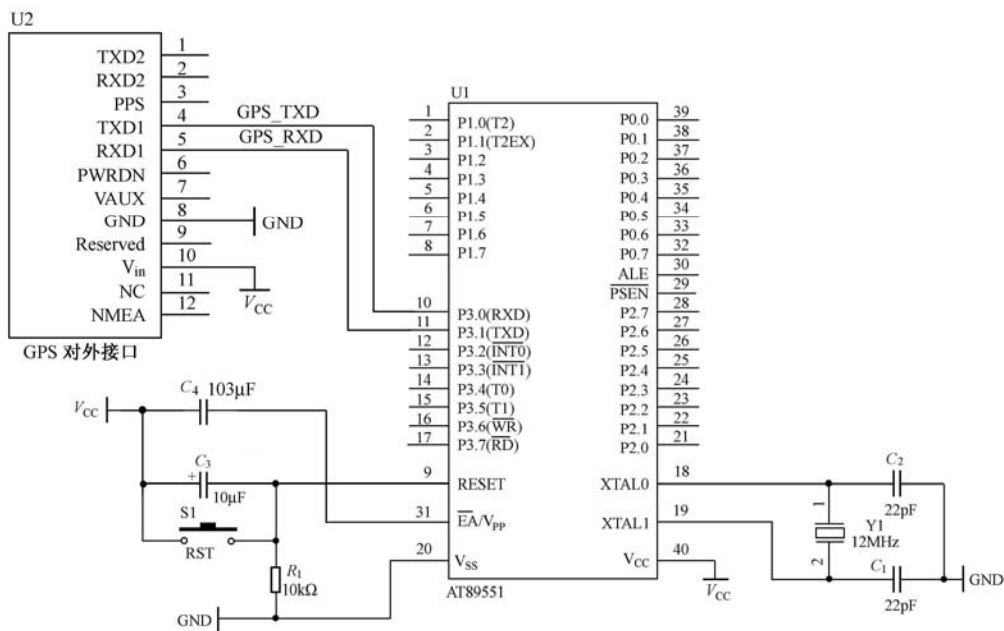 U2
TXD2 1
RXD2 2
PPS 3
TXD1 4
RXD1 5
PWRDN 6
VAUX 7
GND 8
Reserved 9
Vin 10
NC 11
NMEA 12
GPS 对外接口
GPS_TXD
GPS_RXD
GND
VCC
U1
1 P1.0(T2)
2 P1.1(T2EX)
3 P1.2
4 P1.3
5 P1.4
6 P1.5
7 P1.6
8 P1.7
10 P3.0(RXD)
11 P3.1(TXD)
12 P3.2(INT0)
13 P3.3(INT1)
14 P3.4(T0)
15 P3.5(T1)
16 P3.6(WR)
17 P3.7(RD)
9 RESET
31 EA/VPP
20 VSS
P0.0 39
P0.1 38
P0.2 37
P0.3 36
P0.4 35
P0.5 34
P0.6 33
P0.7 32
ALE 30
PSEN 29
P2.7 28
P2.6 27
P2.5 26
P2.4 25
P2.3 24
P2.2 23
P2.1 22
P2.0 21
XTAL0 18
XTAL1 19
VCC 40
AT89551
VCC
C4 103μF
C3
+
10μF
S1
RST
R1
10kΩ
GND
VCC
C2
22pF
1
Y1
12MHz
2
C1
22pF
GND